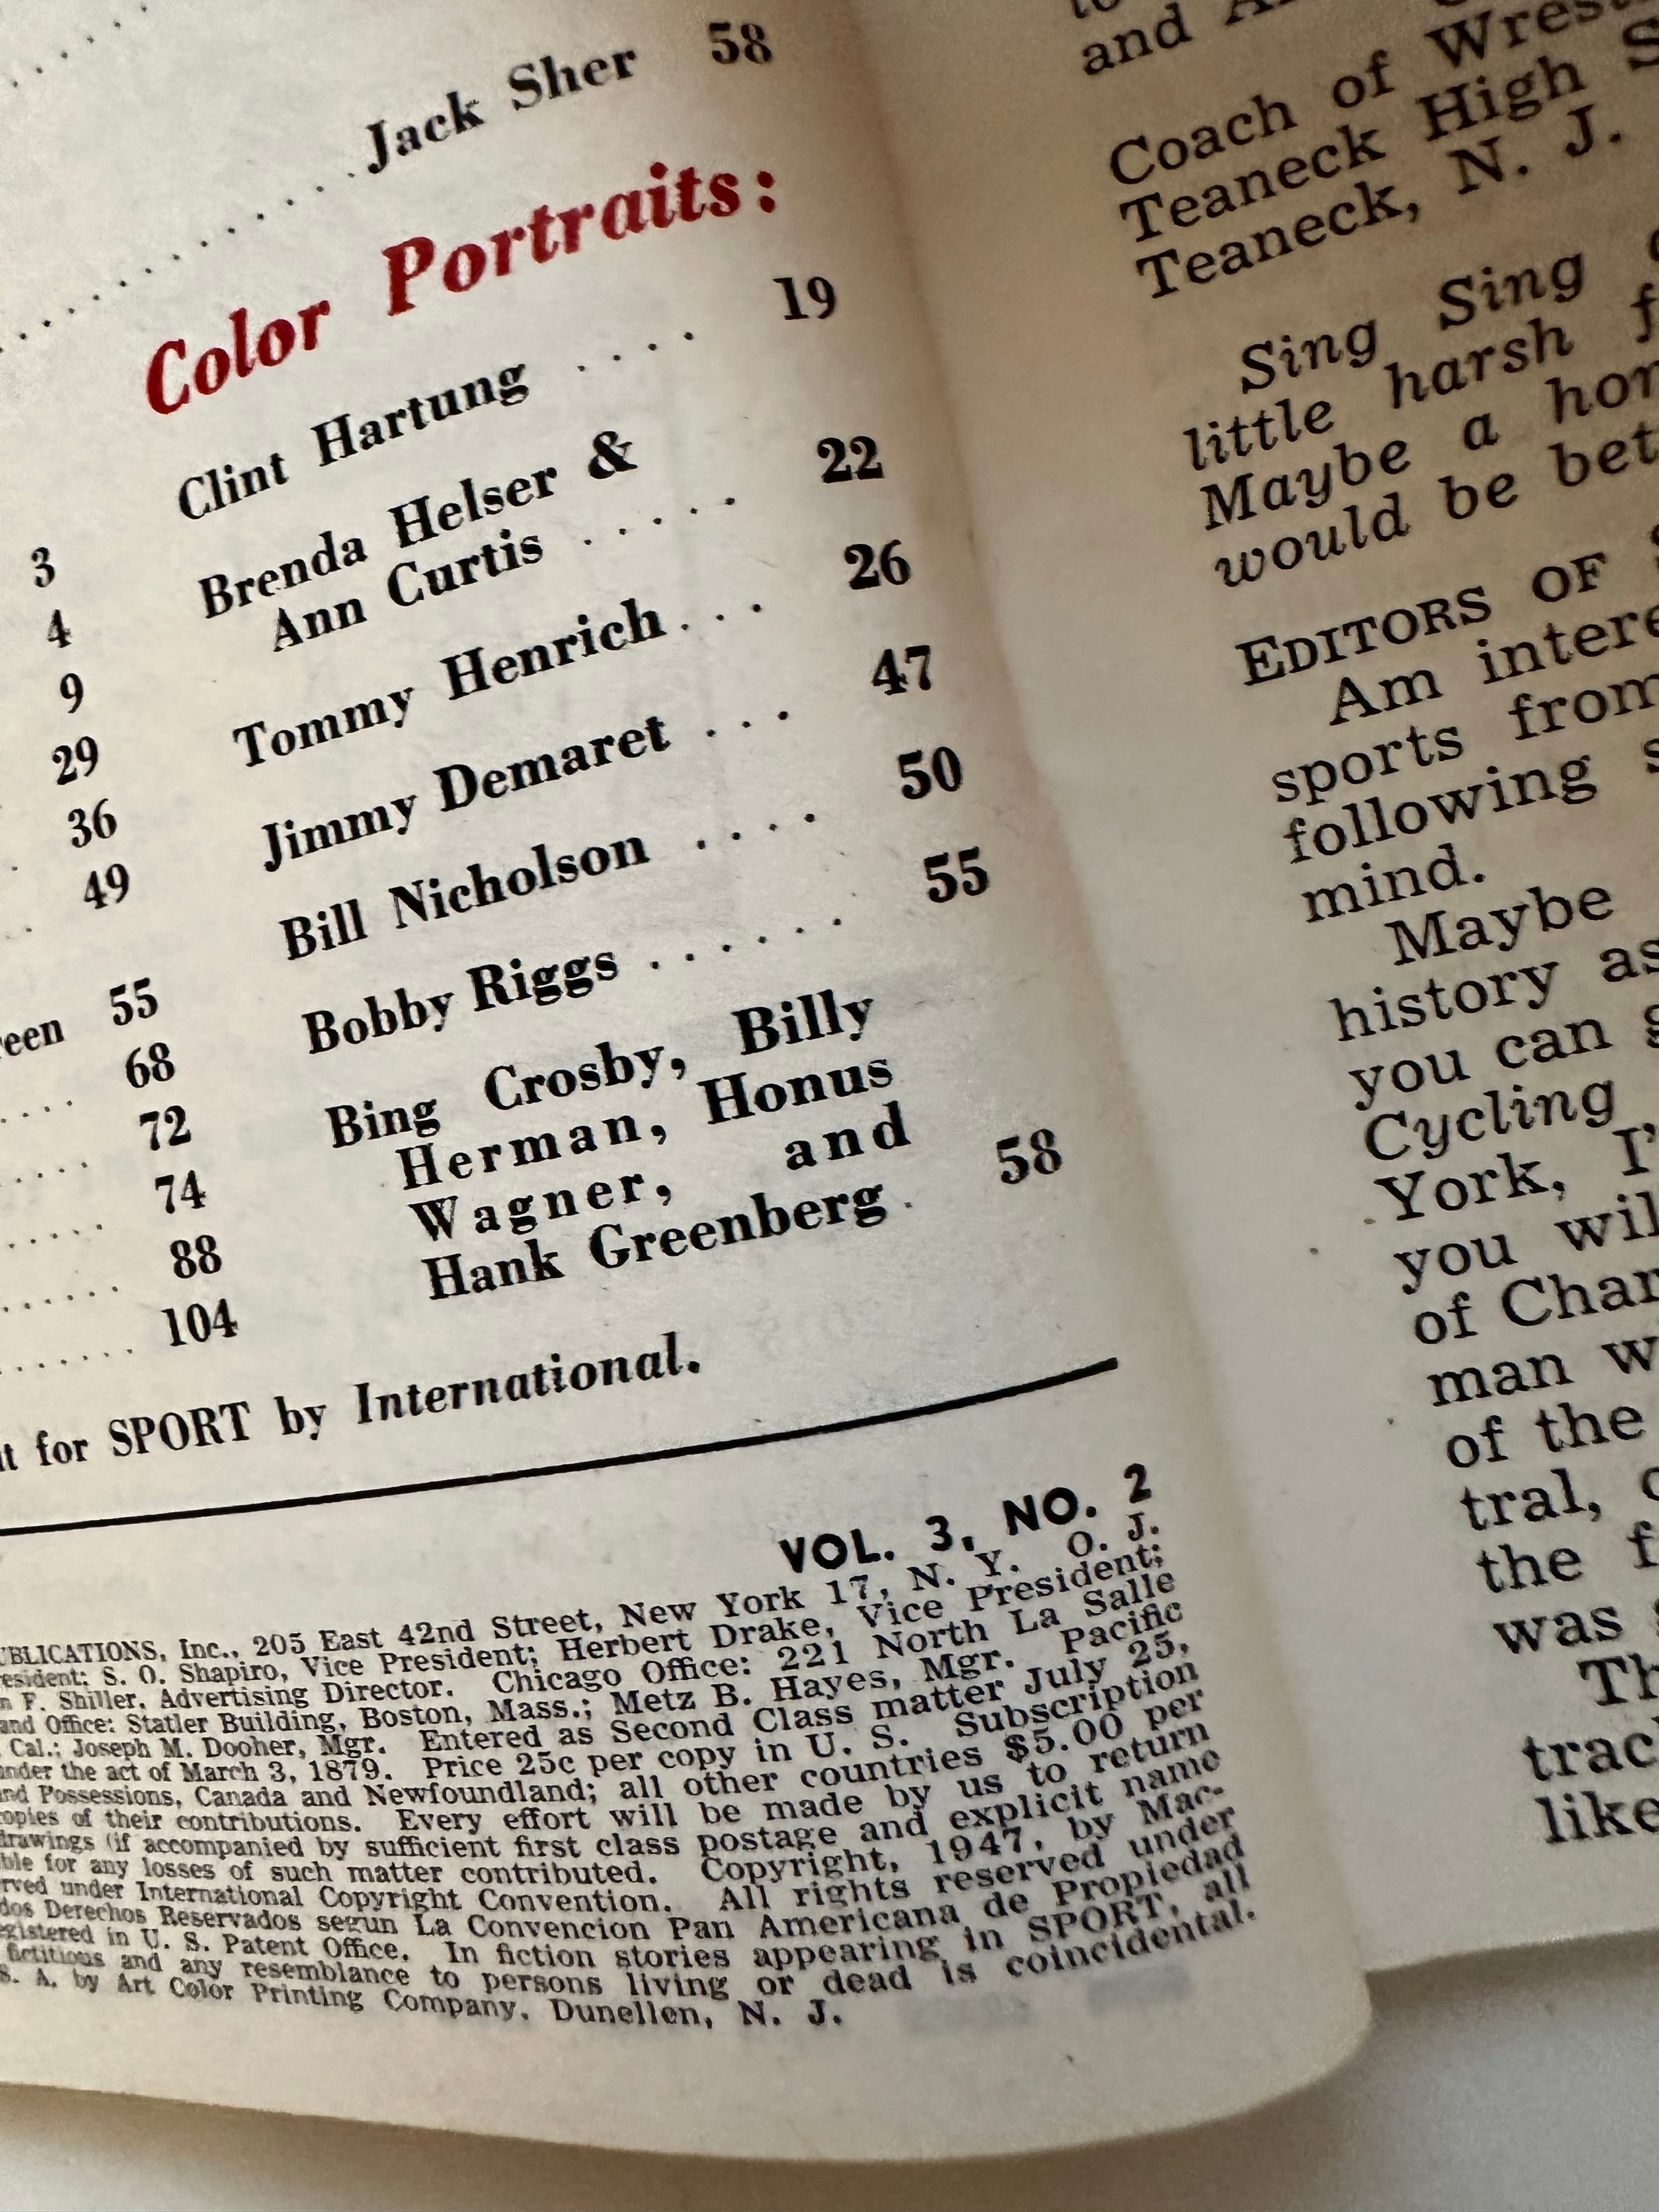 Jack Sher 58
Color Portraits:
Clint Hartung .... 19
Brenda Helser &
Ann Curtis ..... 22
Tommy Henrich... 26
Jimmy Demaret ... 47
Bill Nicholson .... 50
Bobby Riggs ...... 55
Bing Crosby, Billy
Herman, Honus
Wagner, and
Hank Greenberg. 58
3
4
9
29
36
49
55
68
72
74
88
104
for SPORT by International.
VOL. 3, NO. 2
Inc., 205 East 42nd Street, New York 17, N. Y. O. J.
S. O. Shapiro, Vice President; Herbert Drake, Vice President;
F. Shiller, Advertising Director. Chicago Office: 221 North La Salle
Office: Statler Building, Boston, Mass.; Metz B. Hayes, Mgr. Pacific
Cal.; Joseph M. Dooher, Mgr. Entered as Second Class matter July 25,
under the act of March 3, 1879. Price 25c per copy in U. S. Subscription
and Possessions, Canada and Newfoundland; all other countries $5.00 per
copies of their contributions. Every effort will be made by us to return
drawings (if accompanied by sufficient first class postage and explicit name
for any losses of such matter contributed. Copyright, 1947, by Mac-
under International Copyright Convention. All rights reserved under
Derechos Reservados segun La Convencion Pan Americana de Propiedad
in U. S. Patent Office. In fiction stories appearing in SPORT, all
fictitious and any resemblance to persons living or dead is coincidental.
A. by Art Color Printing Company, Dunellen, N. J.
and
Coach of
Teaneck High
Teaneck, N. J.
Sing Sing
little harsh
Maybe a
would be
EDITORS OF
Am
sports from
following
mind.
Maybe
history as
you can
Cycling
York,
you
of
man
of the
the
was
like